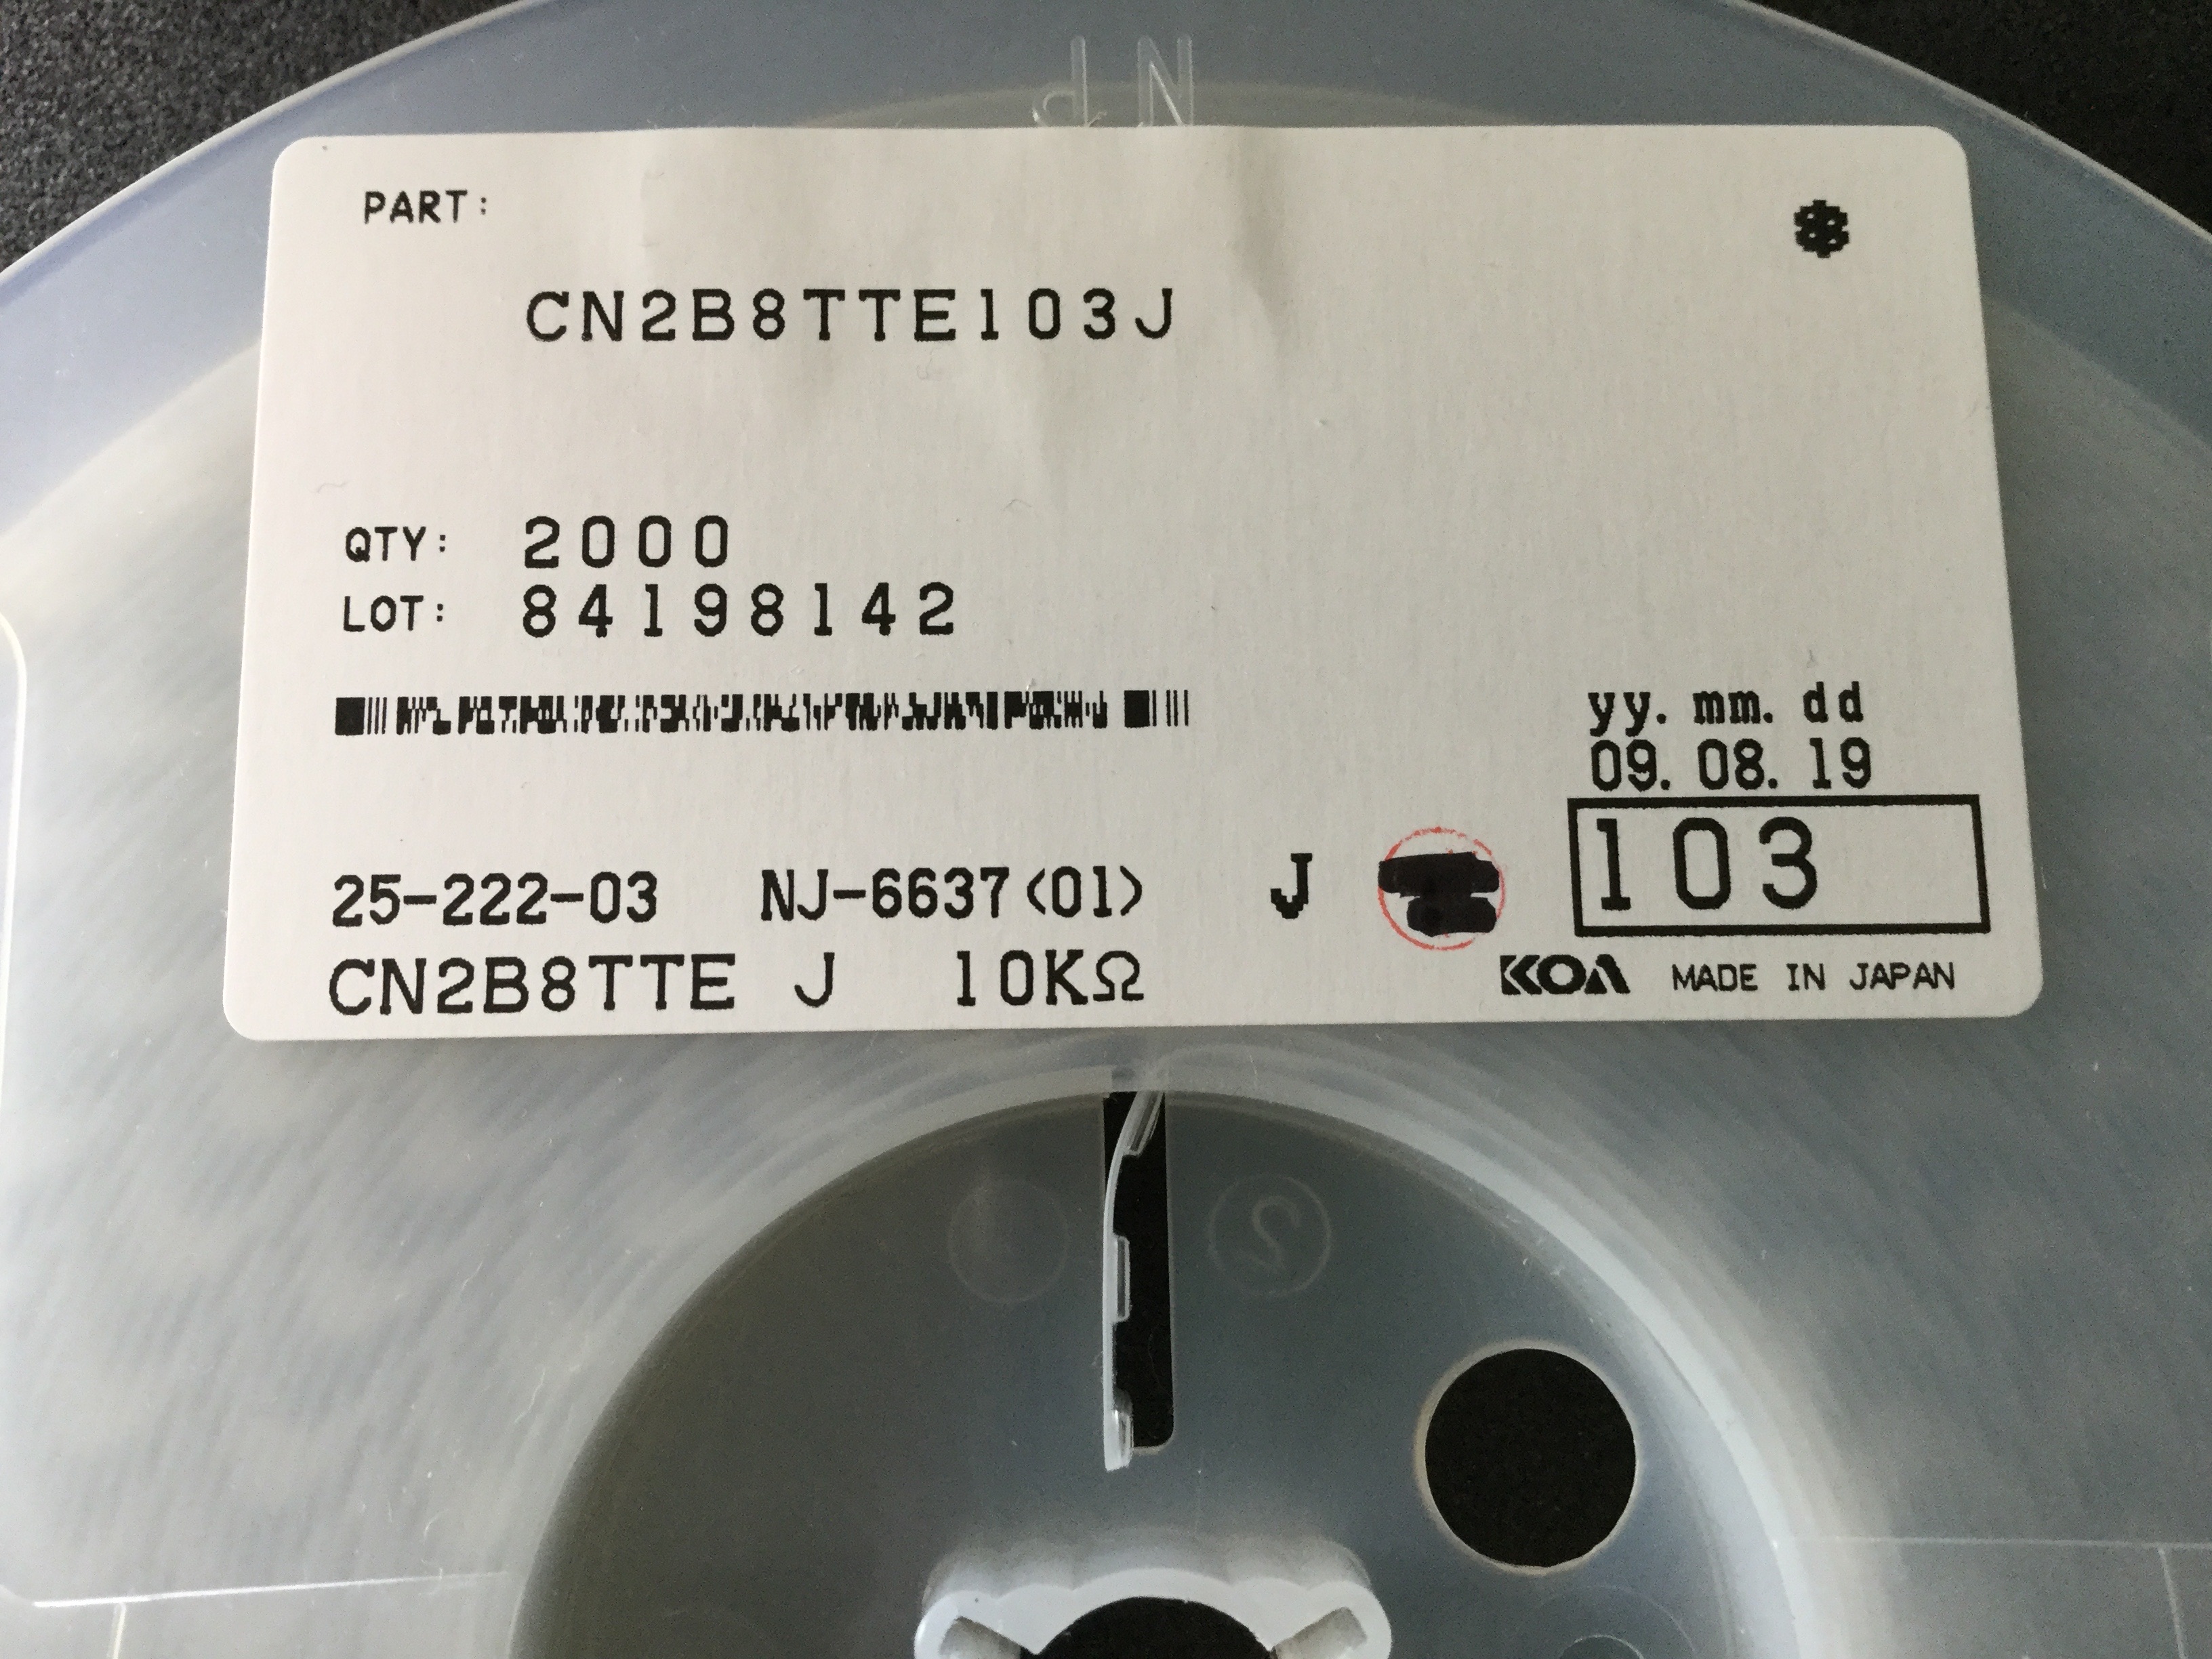 PART:
CN2B8TTE103J
QTY: 2000
LOT: 84198142
yy. mm. dd
09. 08. 19
103
25-222-03 NJ-6637<01> J
CN2B8TTE J 10KΩ
KOA MADE IN JAPAN
2